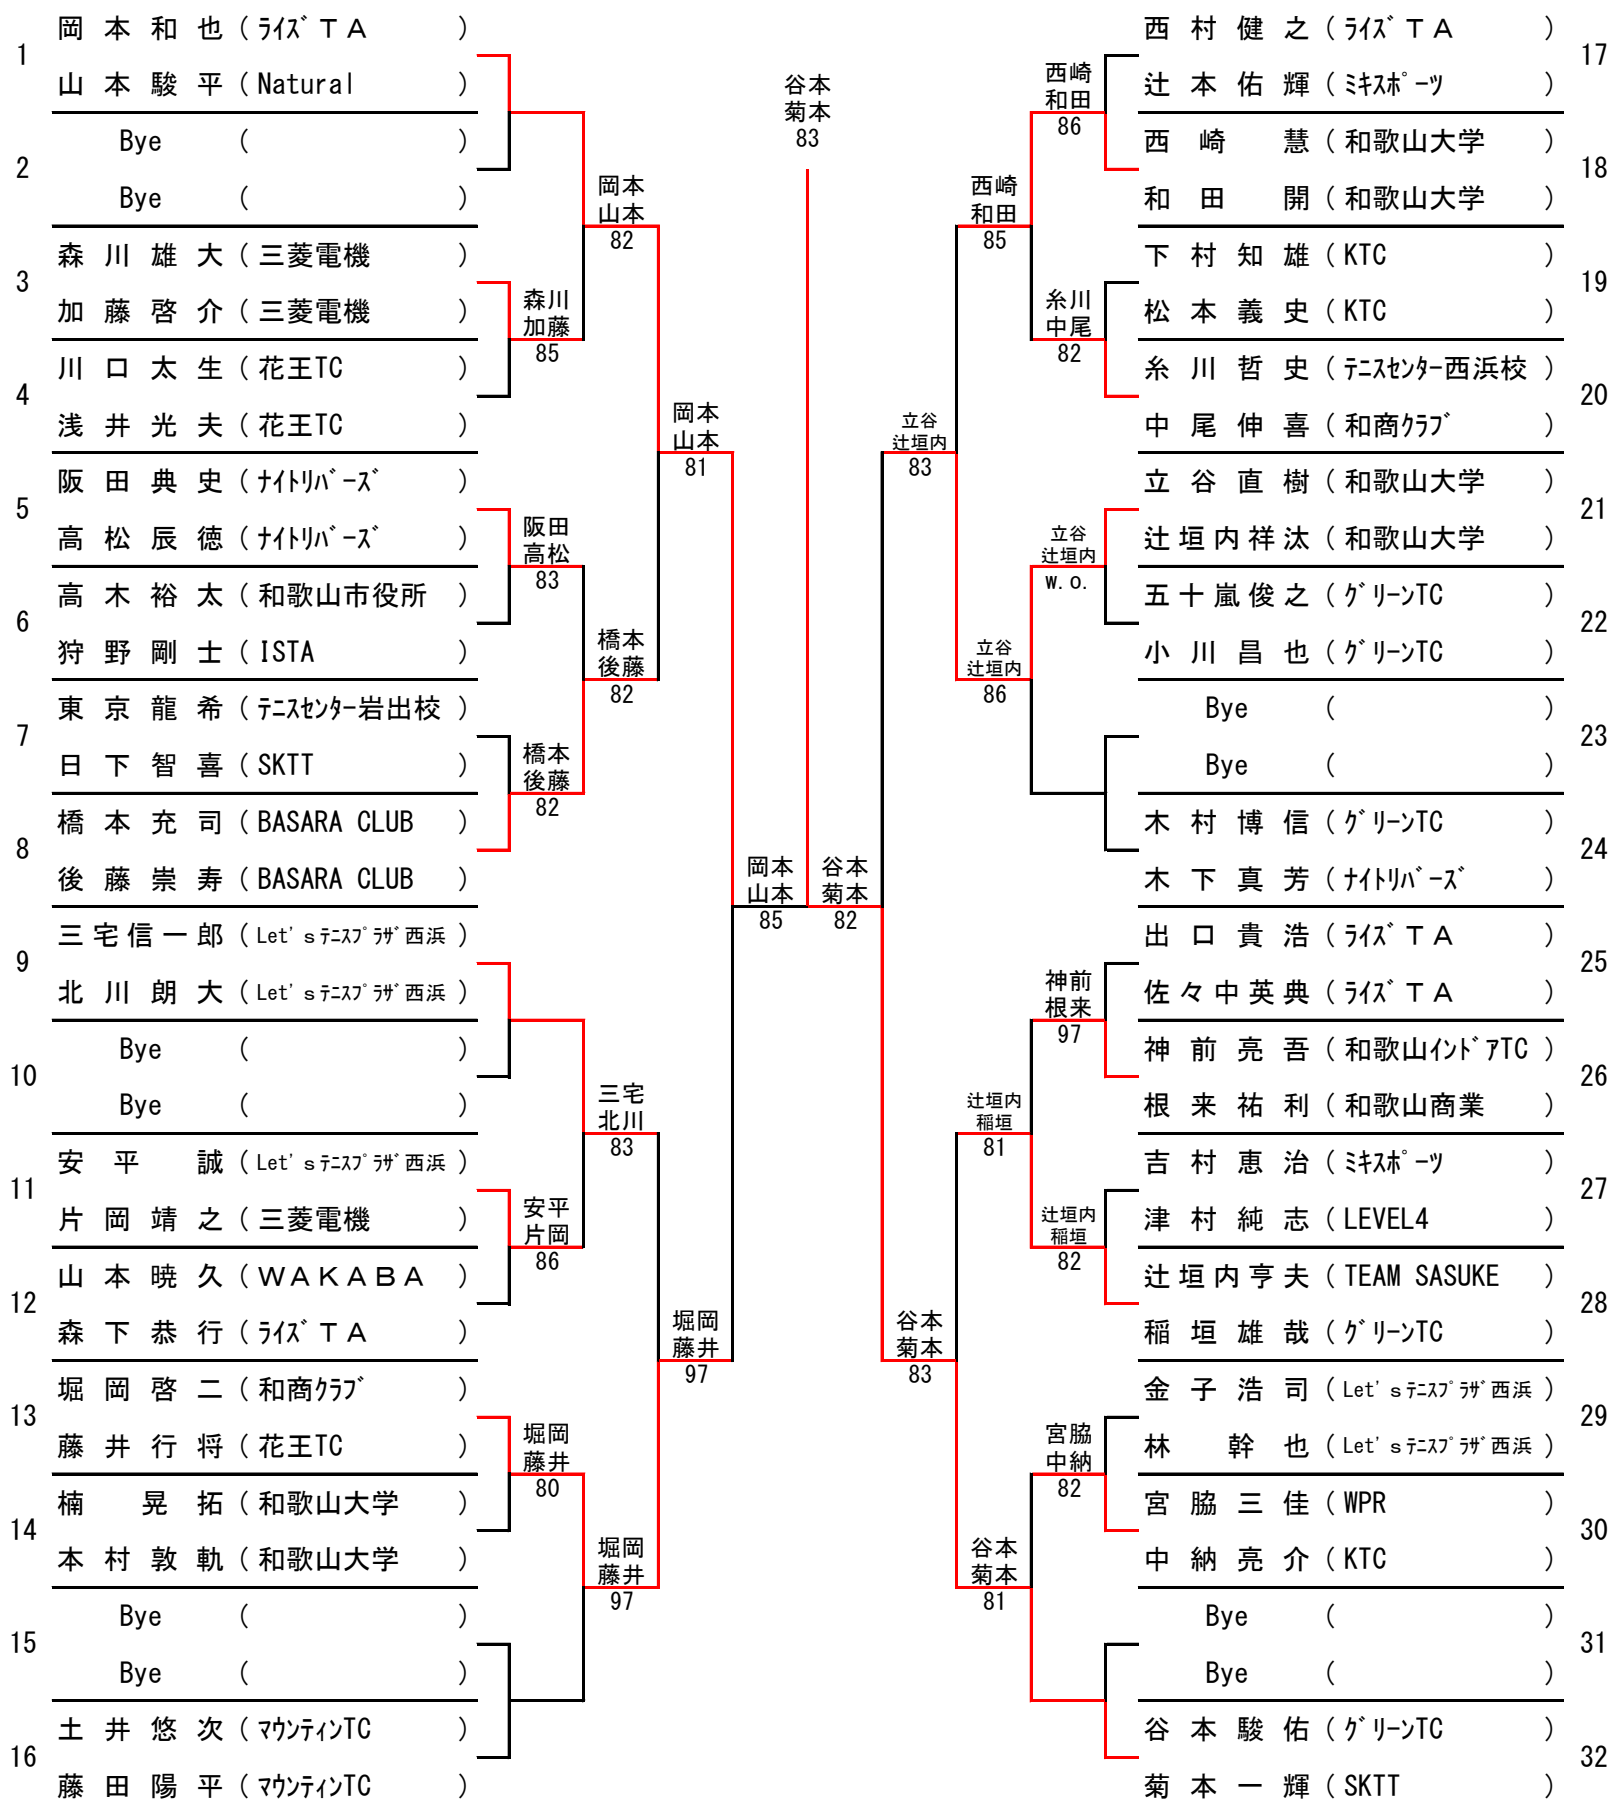 1
岡本和也(ライズTA)
山本駿平(Natural)
2
Bye ( )
Bye ( )
3
森川雄大(三菱電機)
加藤啓介(三菱電機)
4
川口太生(花王TC)
浅井光夫(花王TC)
5
阪田典史(ナイトリバーズ)
高松辰徳(ナイトリバーズ)
6
高木裕太(和歌山市役所)
狩野剛士(ISTA)
7
東京龍希(テニスセンター岩出校)
日下智喜(SKTT)
8
橋本充司(BASARA CLUB)
後藤崇寿(BASARA CLUB)
9
三宅信一郎(Let's テニスプラザ西浜)
北川朗大(Let's テニスプラザ西浜)
10
Bye ( )
Bye ( )
11
安平誠(Let's テニスプラザ西浜)
片岡靖之(三菱電機)
12
山本暁久(WAKABA)
森下恭行(ライズTA)
13
堀岡啓二(和商クラブ)
藤井行将(花王TC)
14
楠晃拓(和歌山大学)
本村敦軌(和歌山大学)
15
Bye ( )
Bye ( )
16
土井悠次(マウンティンTC)
藤田陽平(マウンティンTC)
森川
加藤
85
阪田
高松
83
橋本
後藤
82
安平
片岡
86
堀岡
藤井
80
岡本
山本
82
橋本
後藤
82
三宅
北川
83
堀岡
藤井
97
岡本
山本
81
堀岡
藤井
97
岡本
山本
85
谷本
菊本
83
谷本
菊本
82
立谷
辻垣内
83
谷本
菊本
83
西崎
和田
85
立谷
辻垣内
86
辻垣内
稲垣
81
谷本
菊本
81
西崎
和田
86
糸川
中尾
82
立谷
辻垣内
w.o.
神前
根来
97
辻垣内
稲垣
82
宮脇
中納
82
17
西村健之(ライズTA)
辻本佑輝(ミキスポーツ)
18
西崎慧(和歌山大学)
和田開(和歌山大学)
19
下村知雄(KTC)
松本義史(KTC)
20
糸川哲史(テニスセンター西浜校)
中尾伸喜(和商クラブ)
21
立谷直樹(和歌山大学)
辻垣内祥汰(和歌山大学)
22
五十嵐俊之(グリーンTC)
小川昌也(グリーンTC)
23
Bye ( )
Bye ( )
24
木村博信(グリーンTC)
木下真芳(ナイトリバーズ)
25
出口貴浩(ライズTA)
佐々中英典(ライズTA)
26
神前亮吾(和歌山インドアTC)
根来祐利(和歌山商業)
27
吉村恵治(ミキスポーツ)
津村純志(LEVEL4)
28
辻垣内亨夫(TEAM SASUKE)
稲垣雄哉(グリーンTC)
29
金子浩司(Let's テニスプラザ西浜)
林幹也(Let's テニスプラザ西浜)
30
宮脇三佳(WPR)
中納亮介(KTC)
31
Bye ( )
Bye ( )
32
谷本駿佑(グリーンTC)
菊本一輝(SKTT)